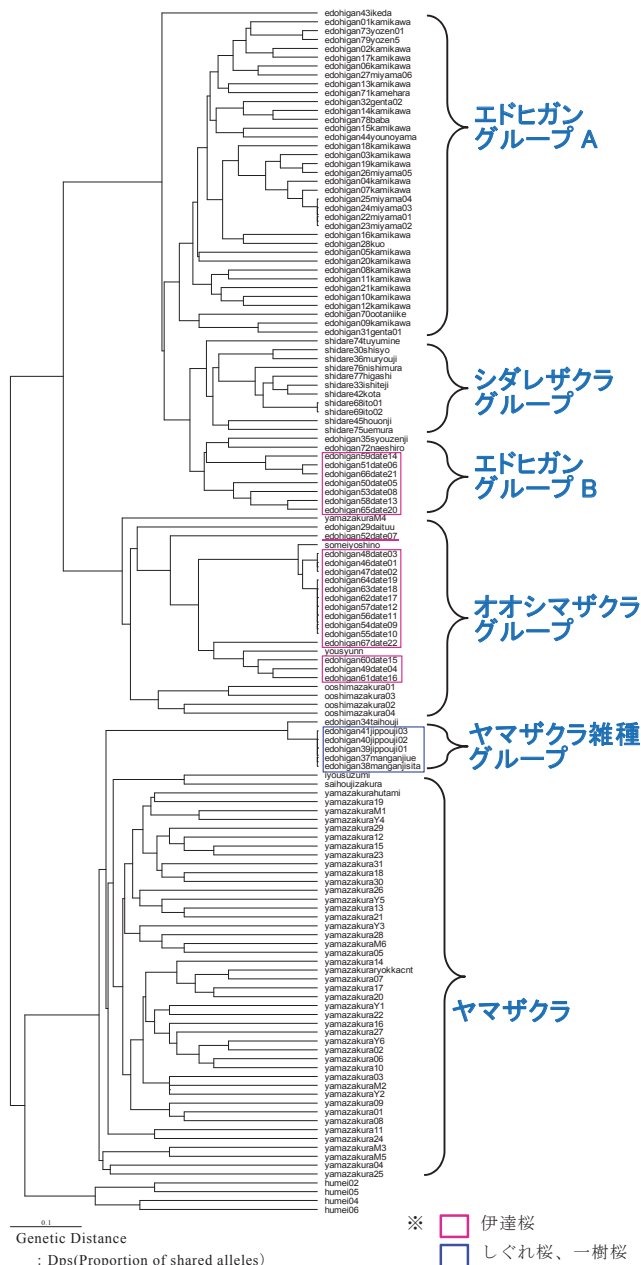 edohigan43ikeda
edohigan01kamikawa
edohigan73yozen01
edohigan79yozen5
edohigan02kamikawa
edohigan17kamikawa
edohigan06kamikawa
edohigan27miyama06
edohigan13kamikawa
edohigan71kamehara
edohigan32genta02
edohigan14kamikawa
edohigan78baba
edohigan15kamikawa
edohigan44younoyama
edohigan18kamikawa
edohigan03kamikawa
edohigan19kamikawa
edohigan26miyama05
edohigan04kamikawa
edohigan07kamikawa
edohigan25miyama04
edohigan24miyama03
edohigan22miyama01
edohigan23miyama02
edohigan16kamikawa
edohigan28kuo
edohigan05kamikawa
edohigan20kamikawa
edohigan08kamikawa
edohigan11kamikawa
edohigan21kamikawa
edohigan10kamikawa
edohigan12kamikawa
edohigan70ootaniike
edohigan09kamikawa
edohigan31genta01
エドヒガン
グループ A
shidare74tuyumine
shidare30shisyo
shidare36muryouji
shidare76nishimura
shidare77higashi
shidare33ishiteji
shidare42kota
shidare68ito01
shidare69ito02
shidare45houonji
shidare75uemura
シダレザクラ
グループ
edohigan35syouzenji
edohigan72naeshiro
edohigan59date14
edohigan51date06
edohigan66date21
edohigan50date05
edohigan53date08
edohigan58date13
edohigan65date20
エドヒガン
グループ B
yamazakuraM4
edohigan29daituu
edohigan52date07
someiyoshino
edohigan48date03
edohigan46date01
edohigan47date02
edohigan64date19
edohigan63date18
edohigan62date17
edohigan57date12
edohigan56date11
edohigan54date09
edohigan55date10
edohigan67date22
yousyunn
edohigan60date15
edohigan49date04
edohigan61date16
ooshimazakura01
ooshimazakura03
ooshimazakura02
ooshimazakura04
オオシマザクラ
グループ
edohigan34taihouji
edohigan41jippouji03
edohigan40jippouji02
edohigan39jippouji01
edohigan37manganjiue
edohigan38manganjisita
ヤマザクラ雑種
グループ
iyousuzumi
saihoujizakura
yamazakurahutami
yamazakura19
yamazakuraM1
yamazakuraY4
yamazakura29
yamazakura12
yamazakura15
yamazakura23
yamazakura31
yamazakura18
yamazakura30
yamazakura26
yamazakuraY5
yamazakura13
yamazakura21
yamazakuraY3
yamazakura28
yamazakuraM6
yamazakura05
yamazakura14
yamazakuraryokkacnt
yamazakura07
yamazakura17
yamazakura20
yamazakuraY1
yamazakura22
yamazakura16
yamazakura27
yamazakuraY6
yamazakura02
yamazakura06
yamazakura10
yamazakura03
yamazakuraM2
yamazakuraY2
yamazakura09
yamazakura01
yamazakura08
yamazakura11
yamazakura24
yamazakuraM3
yamazakuraM5
yamazakura04
yamazakura25
ヤマザクラ
humei02
humei05
humei04
humei06
0.1
Genetic Distance
: Dps(Proportion of shared alleles)
※ 伊達桜
しぐれ桜、一樹桜